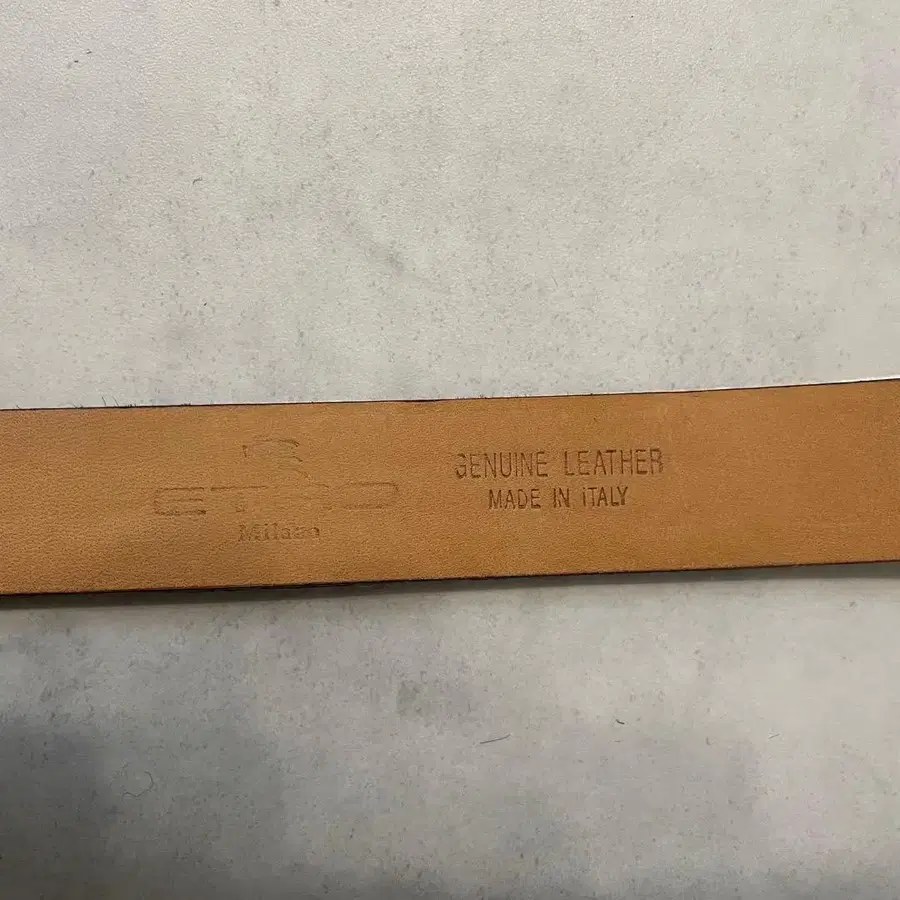 ETRO
Milano
GENUINE LEATHER
MADE IN iTALY